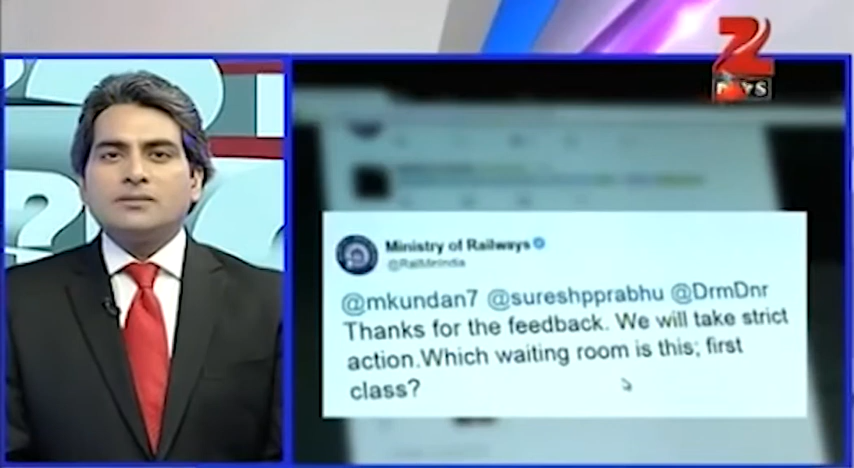 Z
Ministry of Railways
@RailMinIndia
@mkundan7 @sureshpprabhu @DrmDnr
Thanks for the feedback. We will take strict
action.Which waiting room is this; first
class?
?